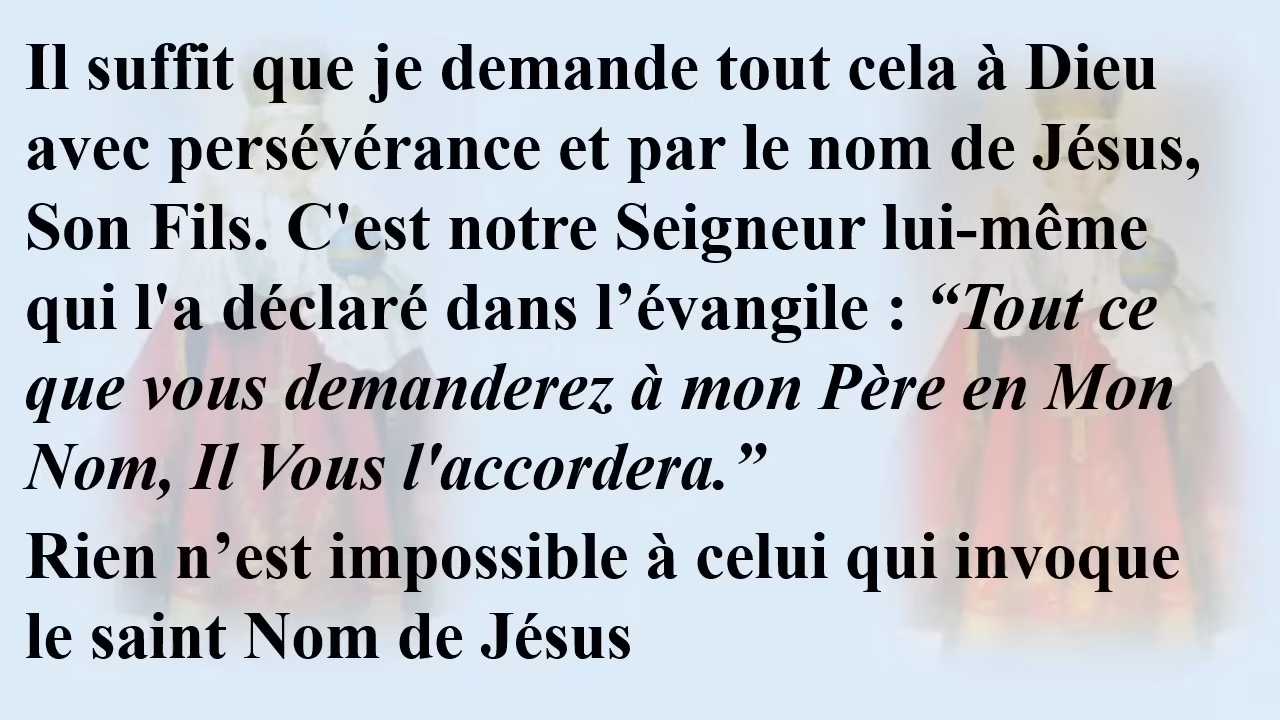 Il suffit que je demande tout cela à Dieu
avec persévérance et par le nom de Jésus,
Son Fils. C'est notre Seigneur lui-même
qui l'a déclaré dans l’évangile : “Tout ce
que vous demanderez à mon Père en Mon
Nom, Il Vous l'accordera.”
Rien n’est impossible à celui qui invoque
le saint Nom de Jésus